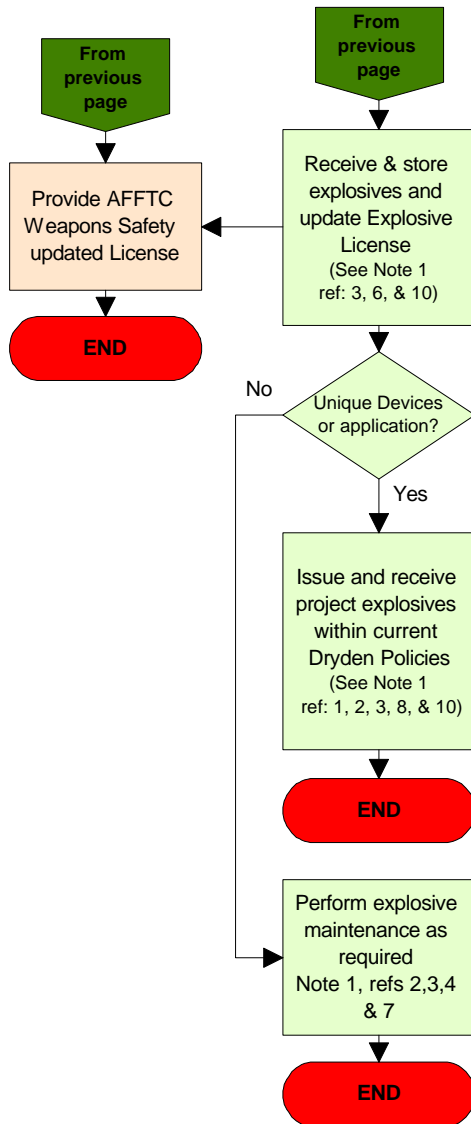 From
previous
page
From
previous
page
Provide AFFTC
Weapons Safety
updated License
Receive & store
explosives and
update Explosive
License
(See Note 1
ref: 3, 6, & 10)
END
No
Unique Devices
or application?
Yes
Issue and receive
project explosives
within current
Dryden Policies
(See Note 1
ref: 1, 2, 3, 8, & 10)
END
Perform explosive
maintenance as
required
Note 1, refs 2,3,4
& 7
END